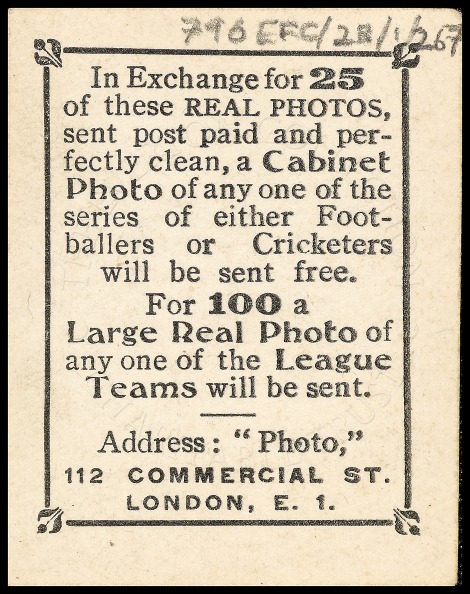 796 EFC/28/1/267
In Exchange for 25
of these REAL PHOTOS,
sent post paid and per-
fectly clean, a Cabinet
Photo of any one of the
series of either Foot-
ballers or Cricketers
will be sent free.
For 100 a
Large Real Photo of
any one of the League
Teams will be sent.
Address: "Photo,"
112 COMMERCIAL ST.
LONDON, E. 1.